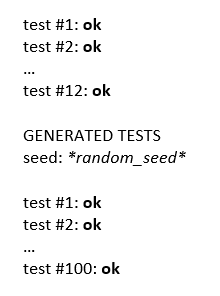 test #1: ok
test #2: ok
...
test #12: ok
GENERATED TESTS
seed: *random_seed*
test #1: ok
test #2: ok
...
test #100: ok